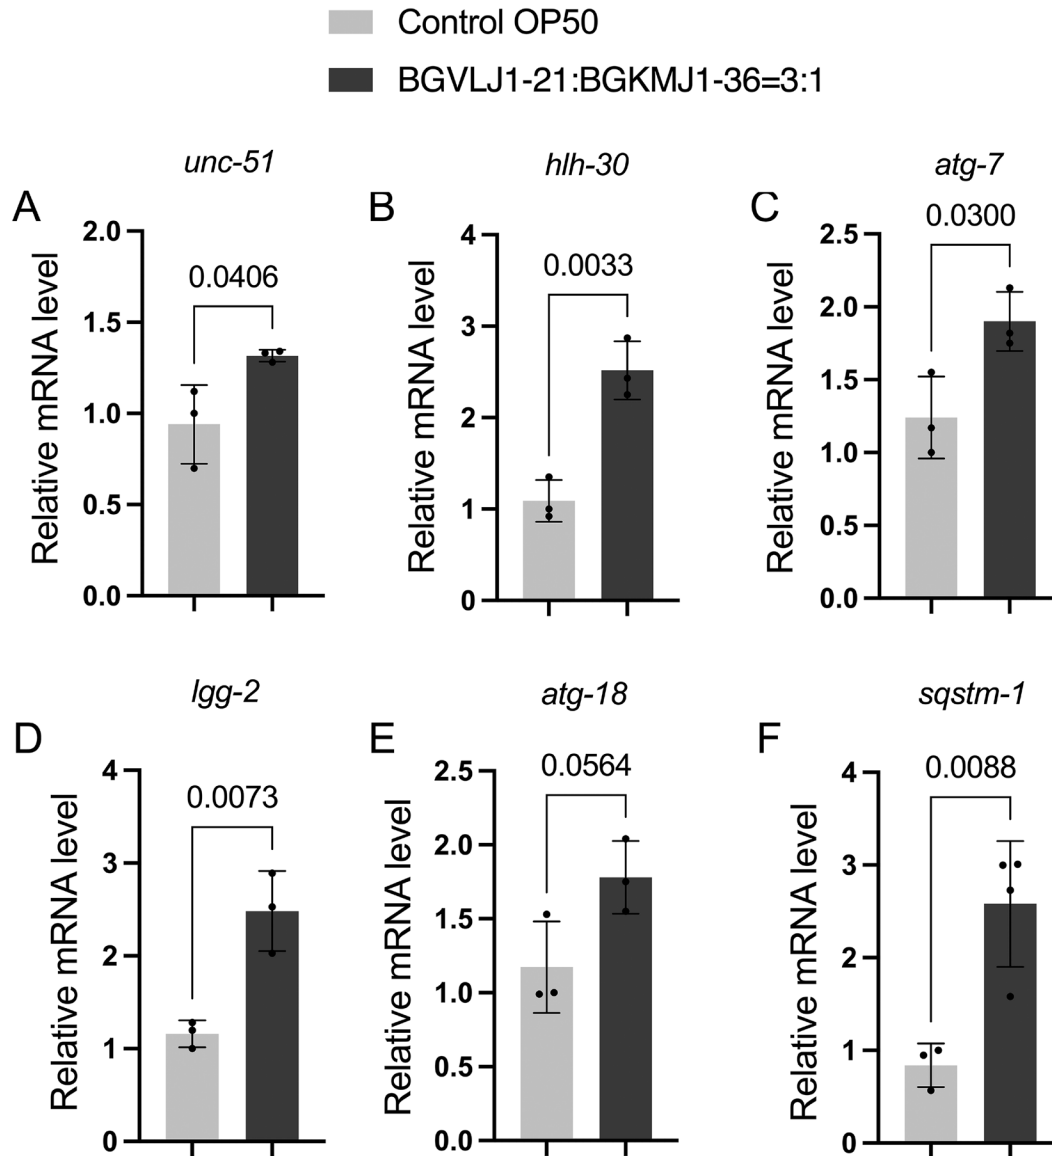 Control OP50
BGVLJ1-21:BGKMJ1-36=3:1
unc-51
hlh-30
atg-7
A
B
C
Relative mRNA level
2.0
1.5
1.0
0.5
0.0
0.0406
Relative mRNA level
4
3
2
1
0
0.0033
Relative mRNA level
2.5
2.0
1.5
1.0
0.5
0.0
0.0300
lgg-2
atg-18
sqstm-1
D
E
F
Relative mRNA level
4
3
2
1
0
0.0073
Relative mRNA level
2.5
2.0
1.5
1.0
0.5
0.0
0.0564
Relative mRNA level
4
3
2
1
0
0.0088